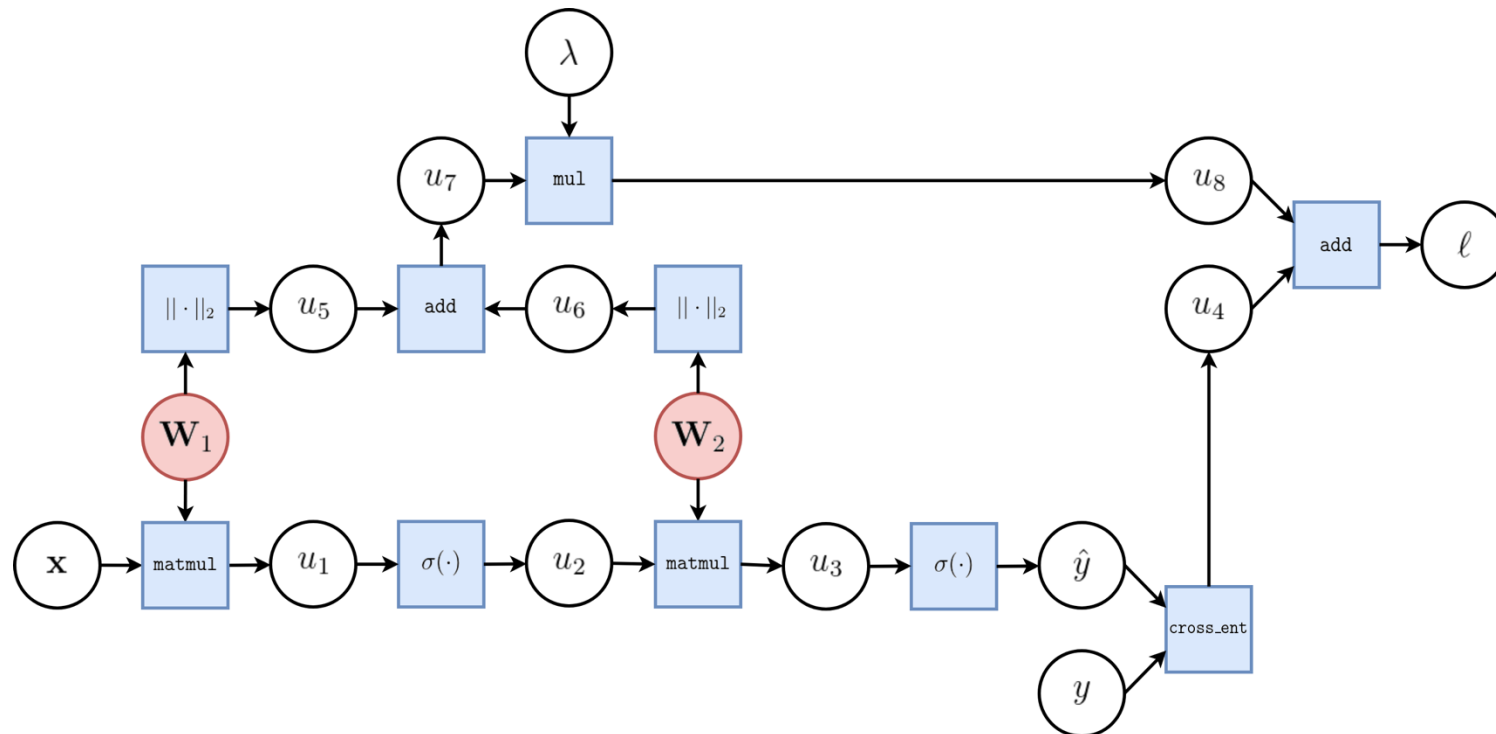 λ
u₇ mul u₈
add ℓ
||·||₂ u₅ add u₆ ||·||₂ u₄
W₁ W₂
x matmul u₁ σ(·) u₂ matmul u₃ σ(·) ŷ
cross_ent
y